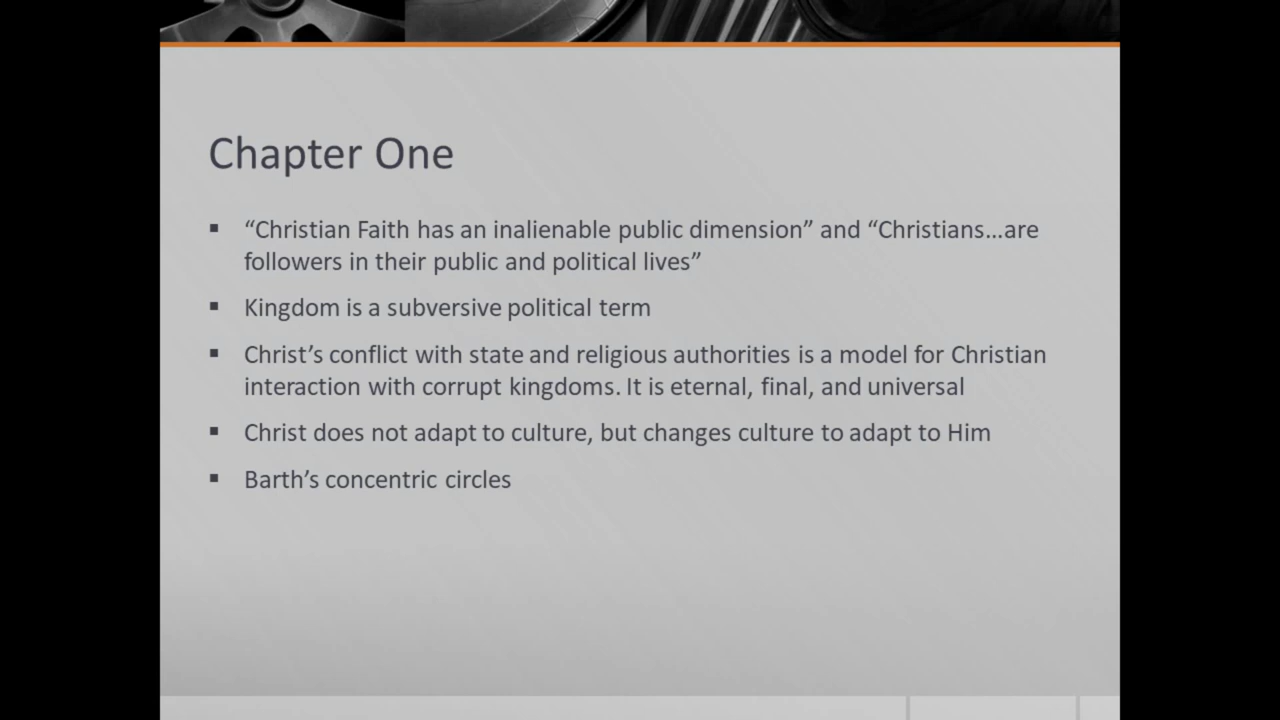 Chapter One
▪ “Christian Faith has an inalienable public dimension” and “Christians…are
followers in their public and political lives”
▪ Kingdom is a subversive political term
▪ Christ’s conflict with state and religious authorities is a model for Christian
interaction with corrupt kingdoms. It is eternal, final, and universal
▪ Christ does not adapt to culture, but changes culture to adapt to Him
▪ Barth’s concentric circles